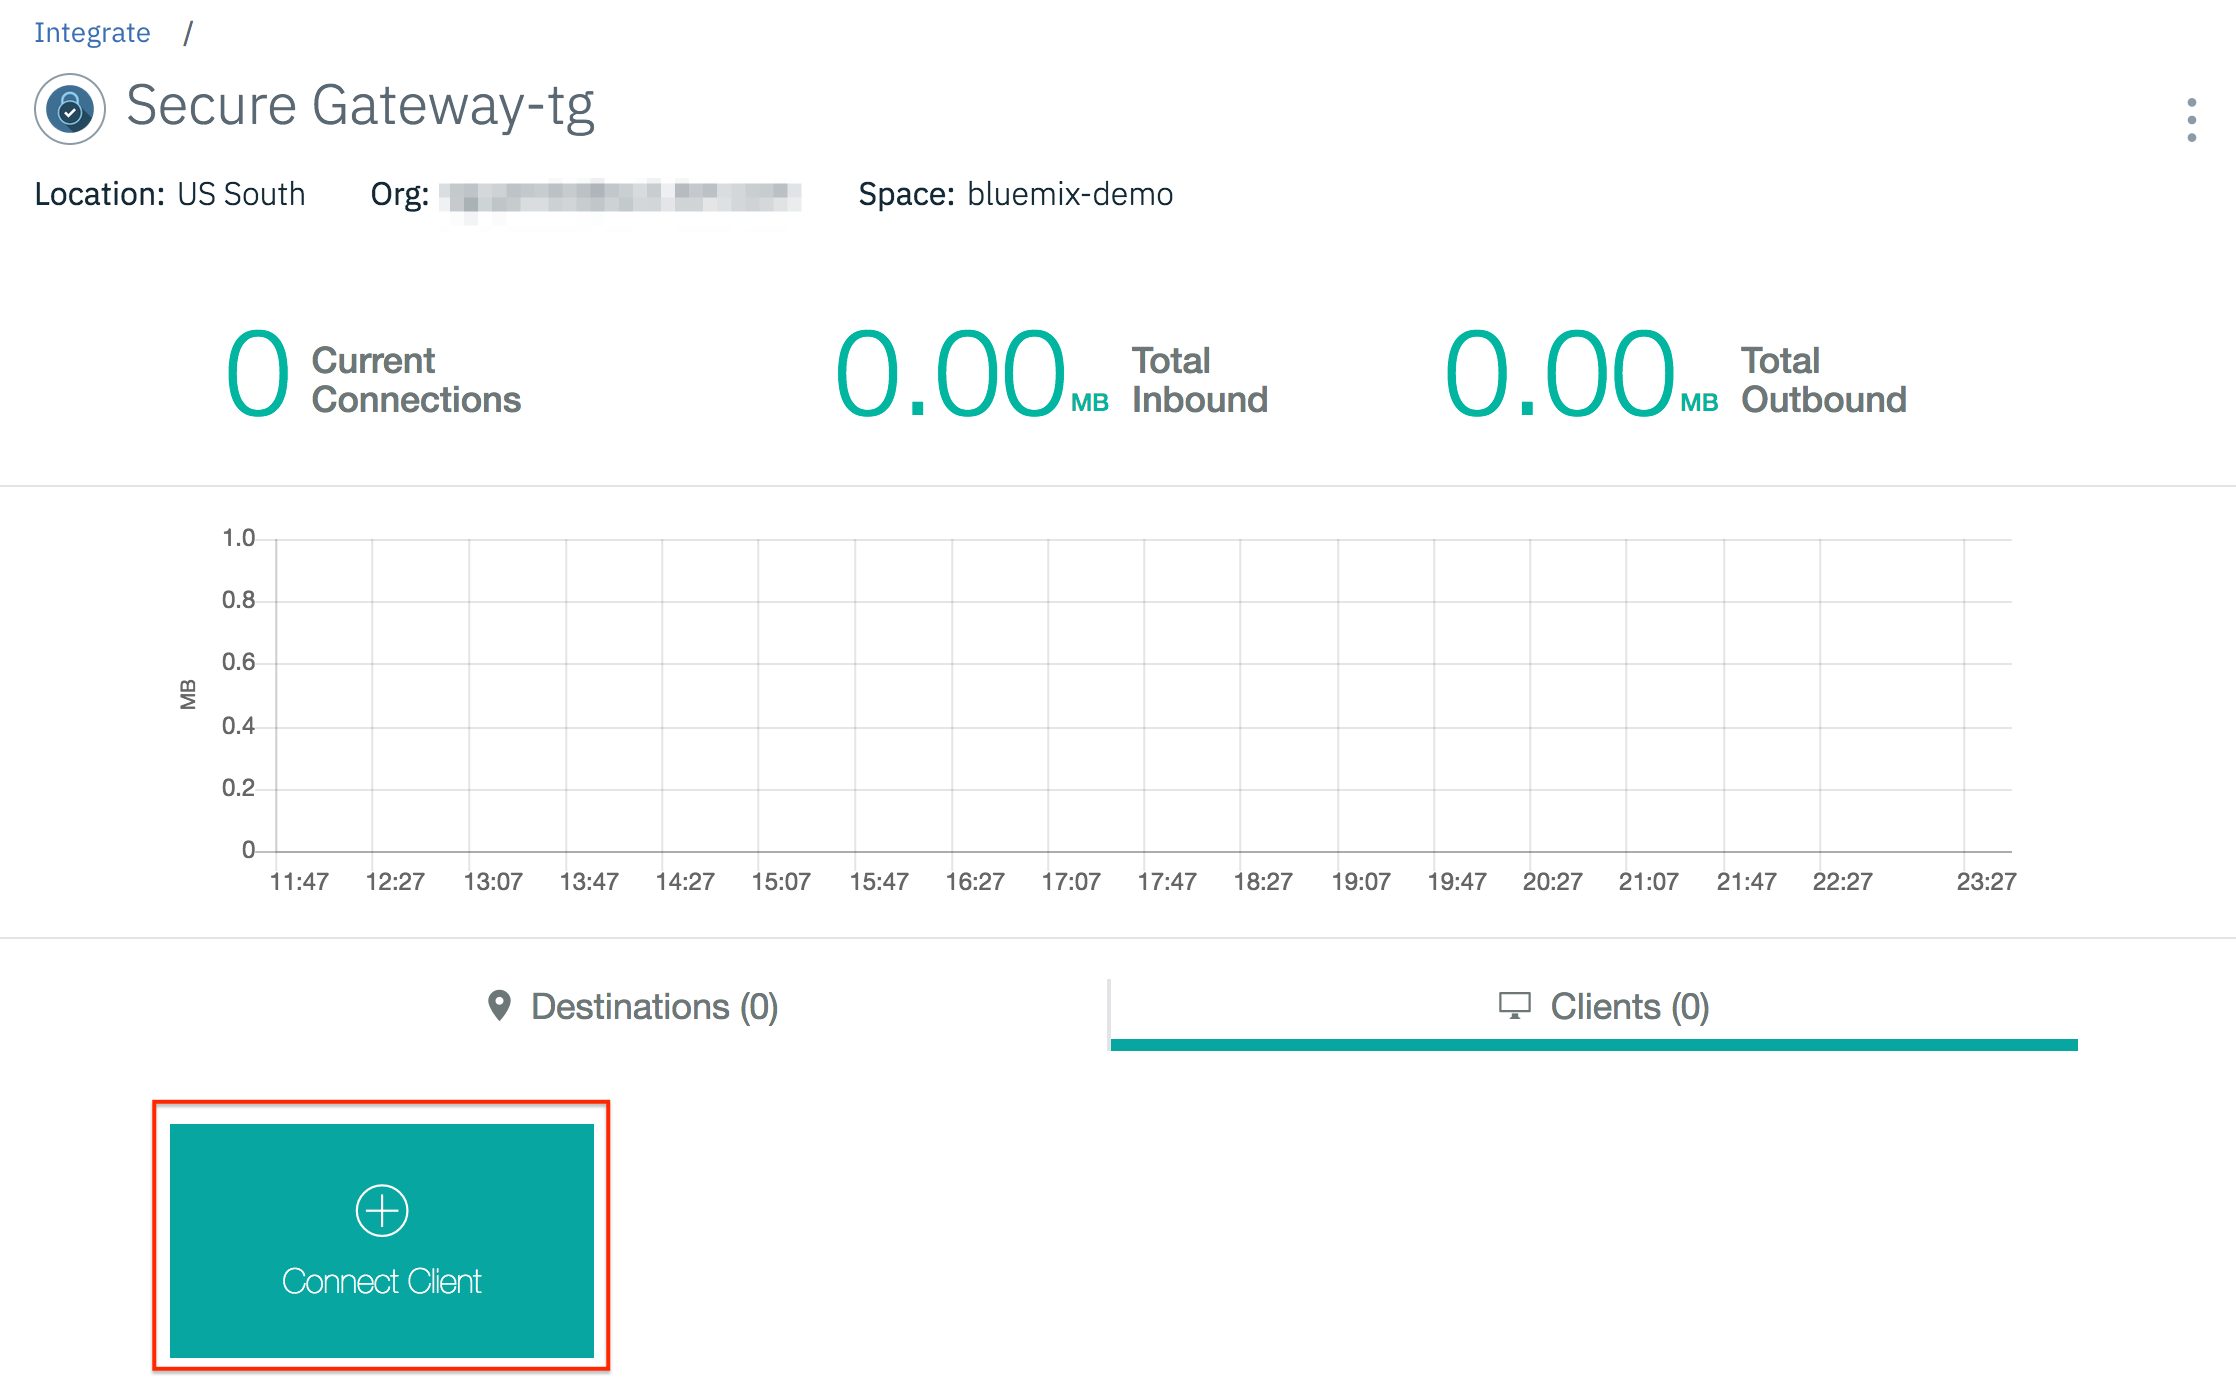 Integrate /
Secure Gateway-tg
Location: US South Org: Space: bluemix-demo
0 Current Connections
0.00 MB Total Inbound
0.00 MB Total Outbound
1.0
0.8
0.6
0.4
0.2
0
MB
11:47 12:27 13:07 13:47 14:27 15:07 15:47 16:27 17:07 17:47 18:27 19:07 19:47 20:27 21:07 21:47 22:27 23:27
Destinations (0) Clients (0)
Connect Client